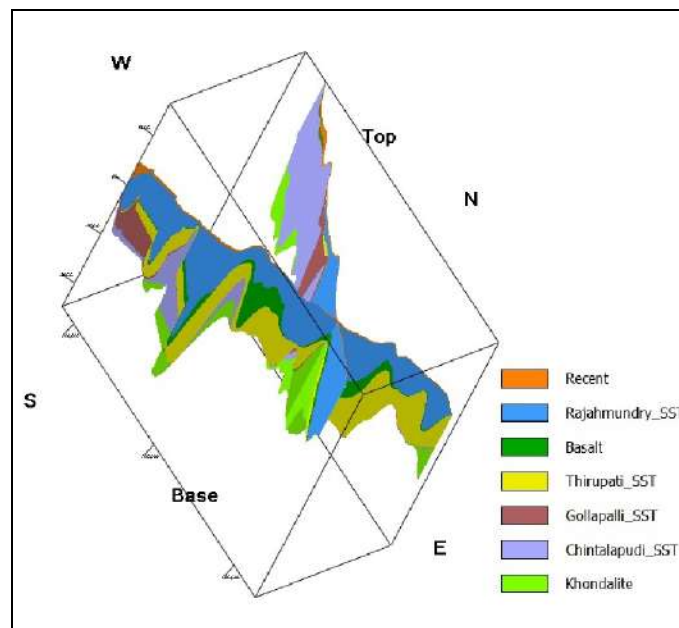 W
Top
N
S
Base
E
Recent
Rajahmundry_SST
Basalt
Thirupati_SST
Gollapalli_SST
Chintalapudi_SST
Khondalite